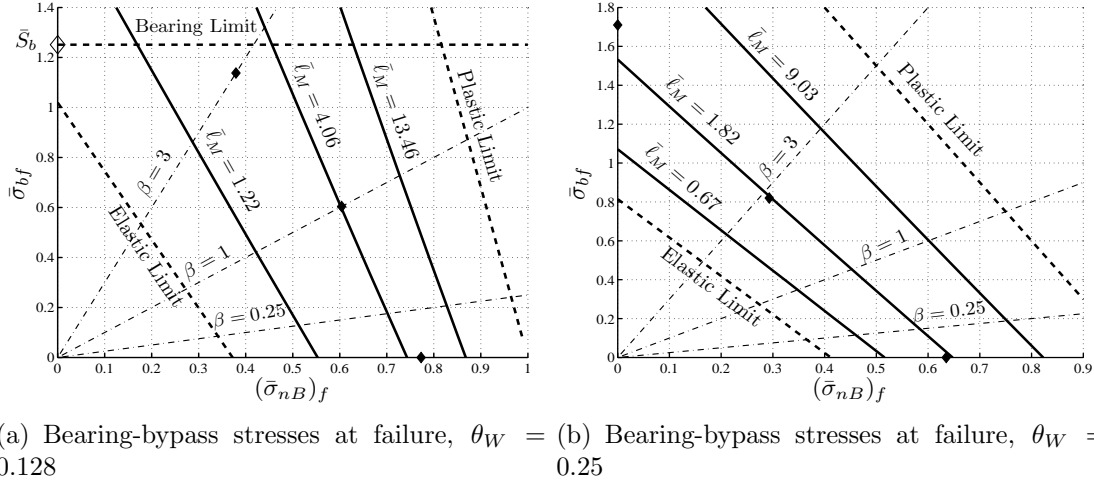 1.4
1.2
1
0.8
0.6
0.4
0.2
0
S̄_b
σ̄_bf
Bearing Limit
ℓ̄_M = 1.22
ℓ̄_M = 4.06
ℓ̄_M = 13.46
Plastic Limit
Elastic Limit
β = 3
β = 1
β = 0.25
0 0.1 0.2 0.3 0.4 0.5 0.6 0.7 0.8 0.9 1
(σ̄_nB)_f
1.8
1.6
1.4
1.2
1
0.8
0.6
0.4
0.2
0
σ̄_bf
ℓ̄_M = 9.03
ℓ̄_M = 1.82
ℓ̄_M = 0.67
Plastic Limit
Elastic Limit
β = 3
β = 1
β = 0.25
0 0.1 0.2 0.3 0.4 0.5 0.6 0.7 0.8 0.9
(σ̄_nB)_f
(a) Bearing-bypass stresses at failure, θ_W =
0.128
(b) Bearing-bypass stresses at failure, θ_W =
0.25